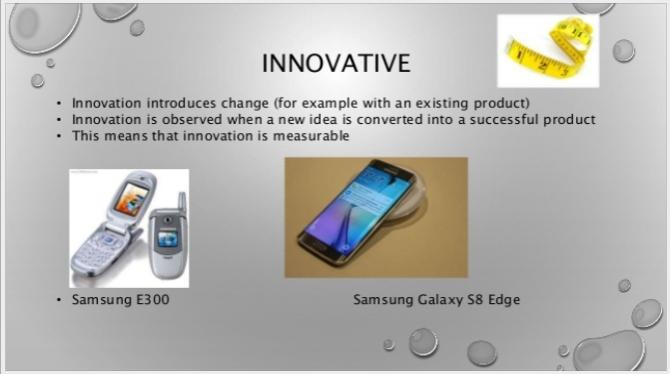 INNOVATIVE
• Innovation introduces change (for example with an existing product)
• Innovation is observed when a new idea is converted into a successful product
• This means that innovation is measurable
• Samsung E300
Samsung Galaxy S8 Edge